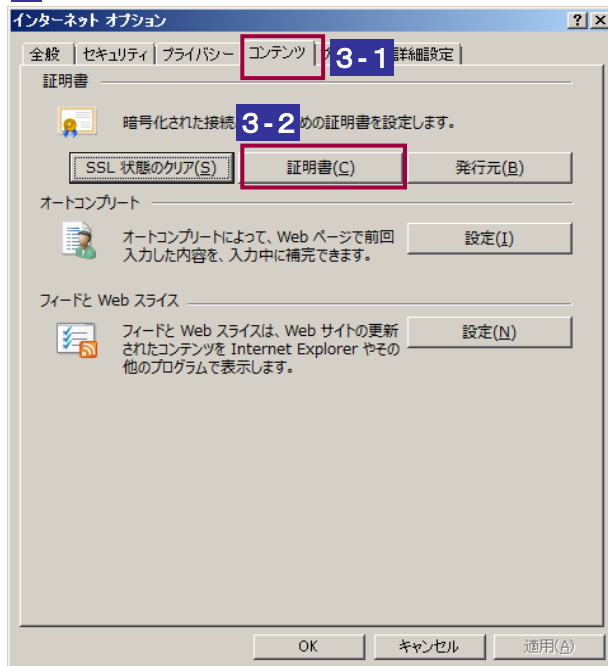 インターネット オプション
全般 セキュリティ プライバシー コンテンツ 3-1 詳細設定
証明書
暗号化された接続 3-2 めの証明書を設定します。
SSL 状態のクリア(S) 証明書(C) 発行元(B)
オートコンプリート
オートコンプリートによって、Web ページで前回 設定(I)
入力した内容を、入力中に補完できます。
フィードと Web スライス
フィードと Web スライスは、Web サイトの更新 設定(N)
されたコンテンツを Internet Explorer やその
他のプログラムで表示します。
OK キャンセル 適用(A)